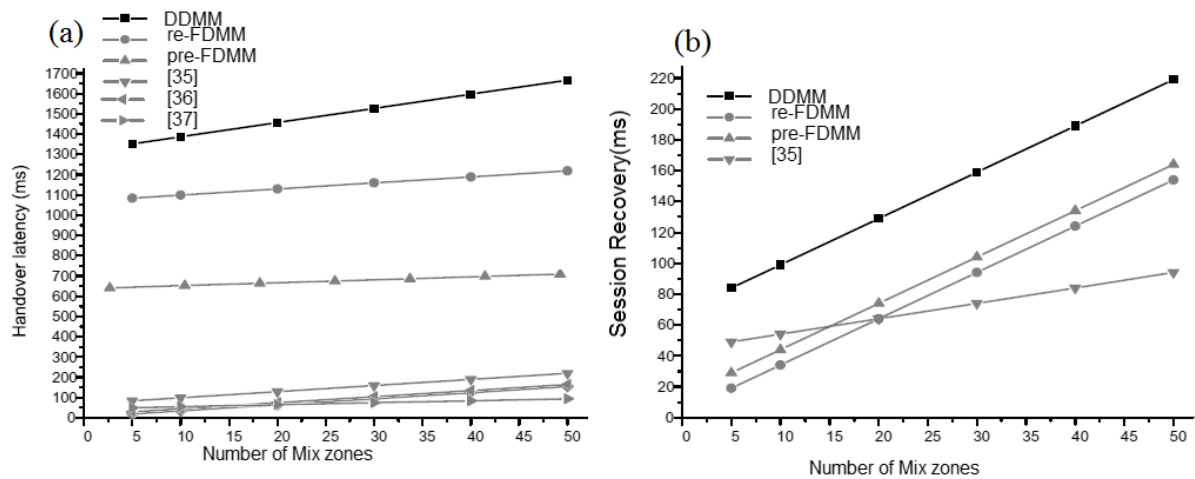 (a)
DDMM
re-FDMM
pre-FDMM
[35]
[36]
[37]
1700
1600
1500
1400
1300
1200
1100
1000
900
800
700
600
500
400
300
200
100
0
Handover latency (ms)
0 5 10 15 20 25 30 35 40 45 50
Number of Mix zones
(b)
DDMM
re-FDMM
pre-FDMM
[35]
220
200
180
160
140
120
100
80
60
40
20
0
Session Recovery(ms)
0 5 10 15 20 25 30 35 40 45 50
Number of Mix zones